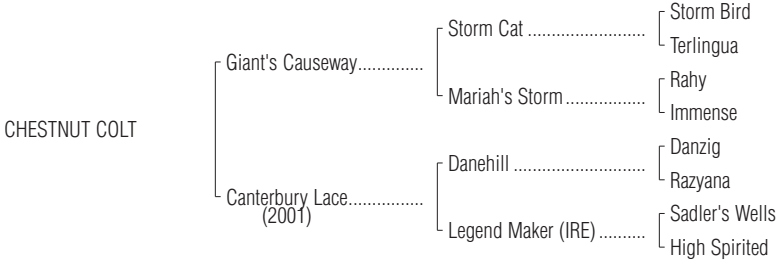 Storm Bird
Storm Cat ........................
Terlingua
Giant's Causeway..............
Rahy
Mariah's Storm.................
Immense
CHESTNUT COLT
Danzig
Danehill ...........................
Razyana
Canterbury Lace................
(2001)
Sadler's Wells
Legend Maker (IRE)..........
High Spirited